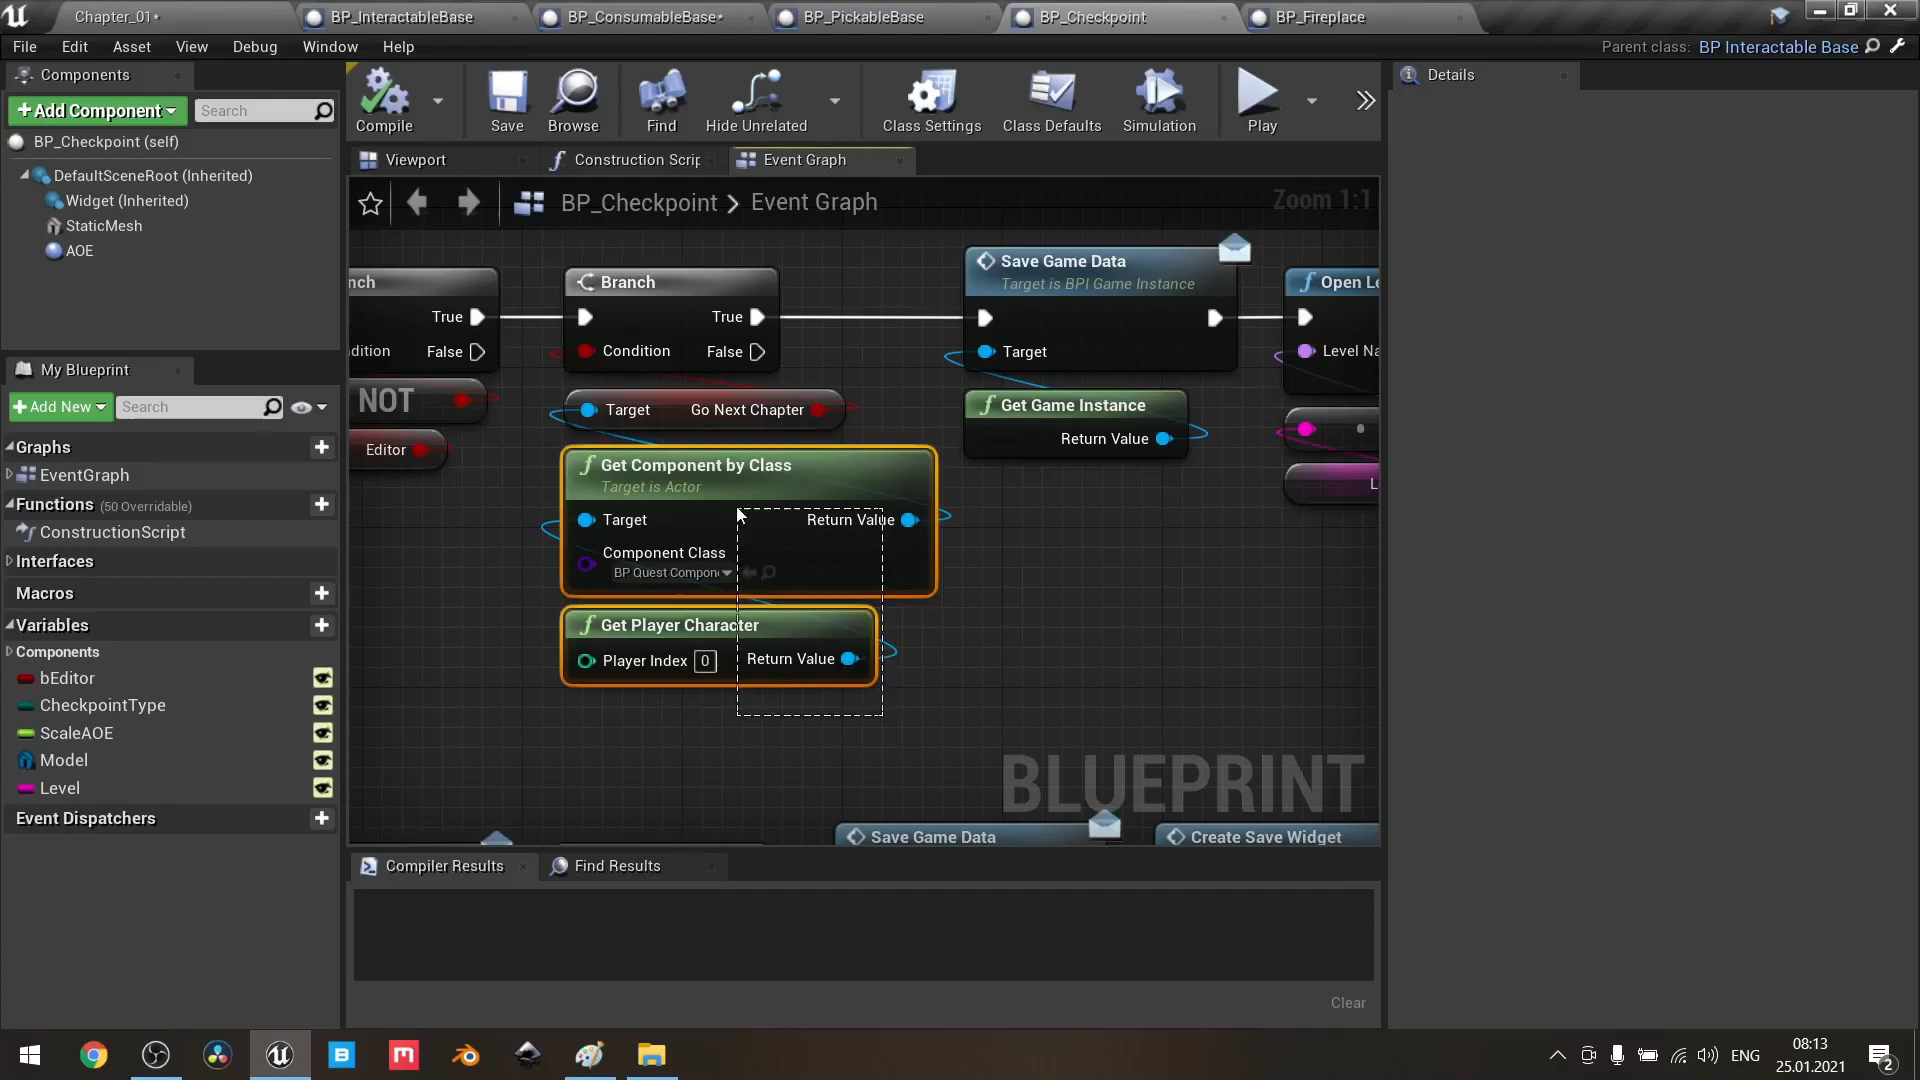 Chapter_01*
BP_InteractableBase
BP_ConsumableBase*
BP_PickableBase
BP_Checkpoint
BP_Fireplace
File Edit Asset View Debug Window Help
Parent class: BP Interactable Base
Components
+Add Component
Search
BP_Checkpoint (self)
DefaultSceneRoot (Inherited)
Widget (Inherited)
StaticMesh
AOE
Compile
Save
Browse
Find
Hide Unrelated
Class Settings
Class Defaults
Simulation
Play
Details
Viewport
Construction Scrip
Event Graph
BP_Checkpoint > Event Graph
Zoom 1:1
nch
True
False
dition
NOT
Editor
Branch
True
Condition
False
Target
Go Next Chapter
Get Component by Class
Target is Actor
Target
Return Value
Component Class
BP Quest Compon
Get Player Character
Player Index 0
Return Value
Save Game Data
Target is BPI Game Instance
Target
Get Game Instance
Return Value
Open Le
Level Na
L
BLUEPRINT
Save Game Data
Create Save Widget
My Blueprint
+Add New
Search
Graphs
EventGraph
Functions (50 Overridable)
ConstructionScript
Interfaces
Macros
Variables
Components
bEditor
CheckpointType
ScaleAOE
Model
Level
Event Dispatchers
Compiler Results
Find Results
Clear
ENG
08:13
25.01.2021
2